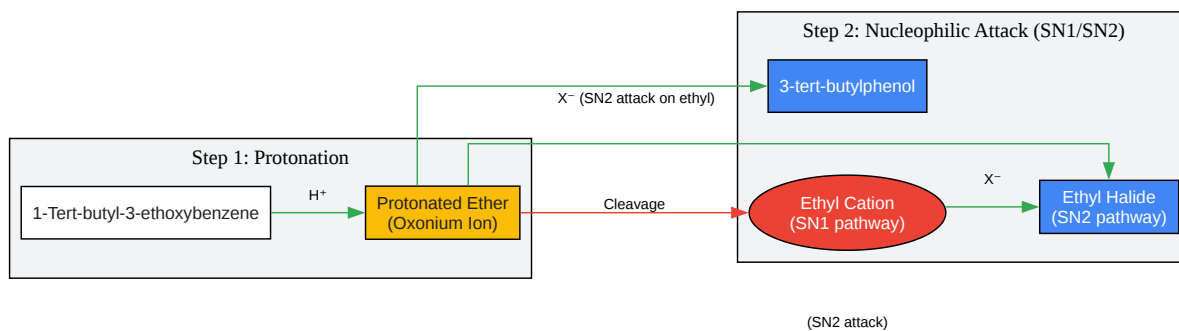 Step 2: Nucleophilic Attack (SN1/SN2)
3-tert-butylphenol
X⁻ (SN2 attack on ethyl)
Step 1: Protonation
1-Tert-butyl-3-ethoxybenzene
H⁺
Protonated Ether
(Oxonium Ion)
Cleavage
Ethyl Cation
(SN1 pathway)
X⁻
Ethyl Halide
(SN2 pathway)
(SN2 attack)